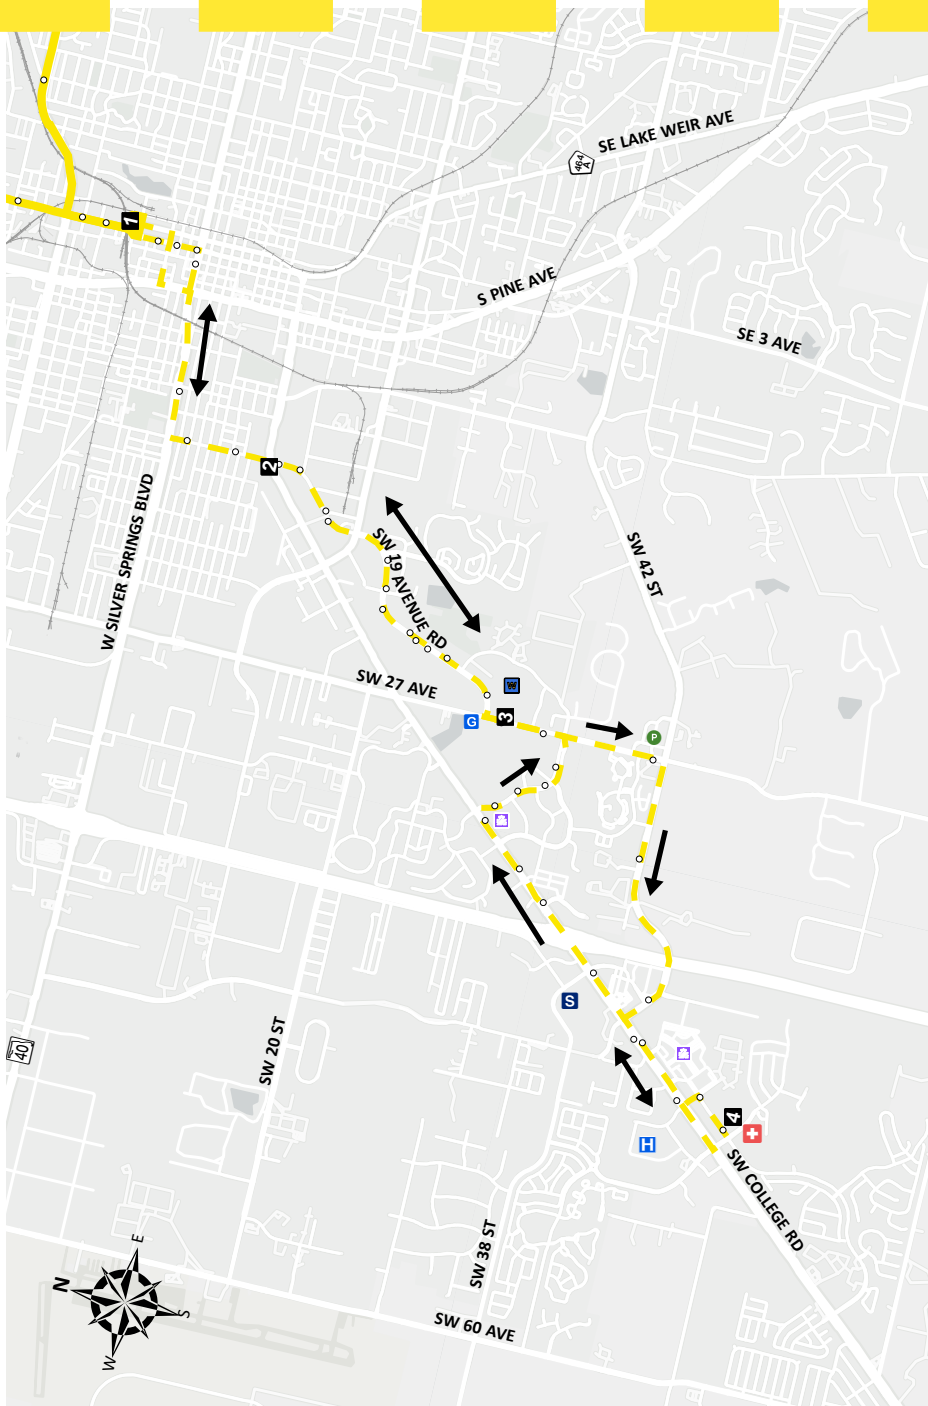 SE LAKE WEIR AVE
464
A
1
S PINE AVE
SE 3 AVE
2
W SILVER SPRINGS BLVD
SW 19 AVENUE RD
SW 42 ST
SW 27 AVE
3
G
P
S
40
SW 20 ST
4
H
SW COLLEGE RD
SW 38 ST
SW 60 AVE
N
E
S
W